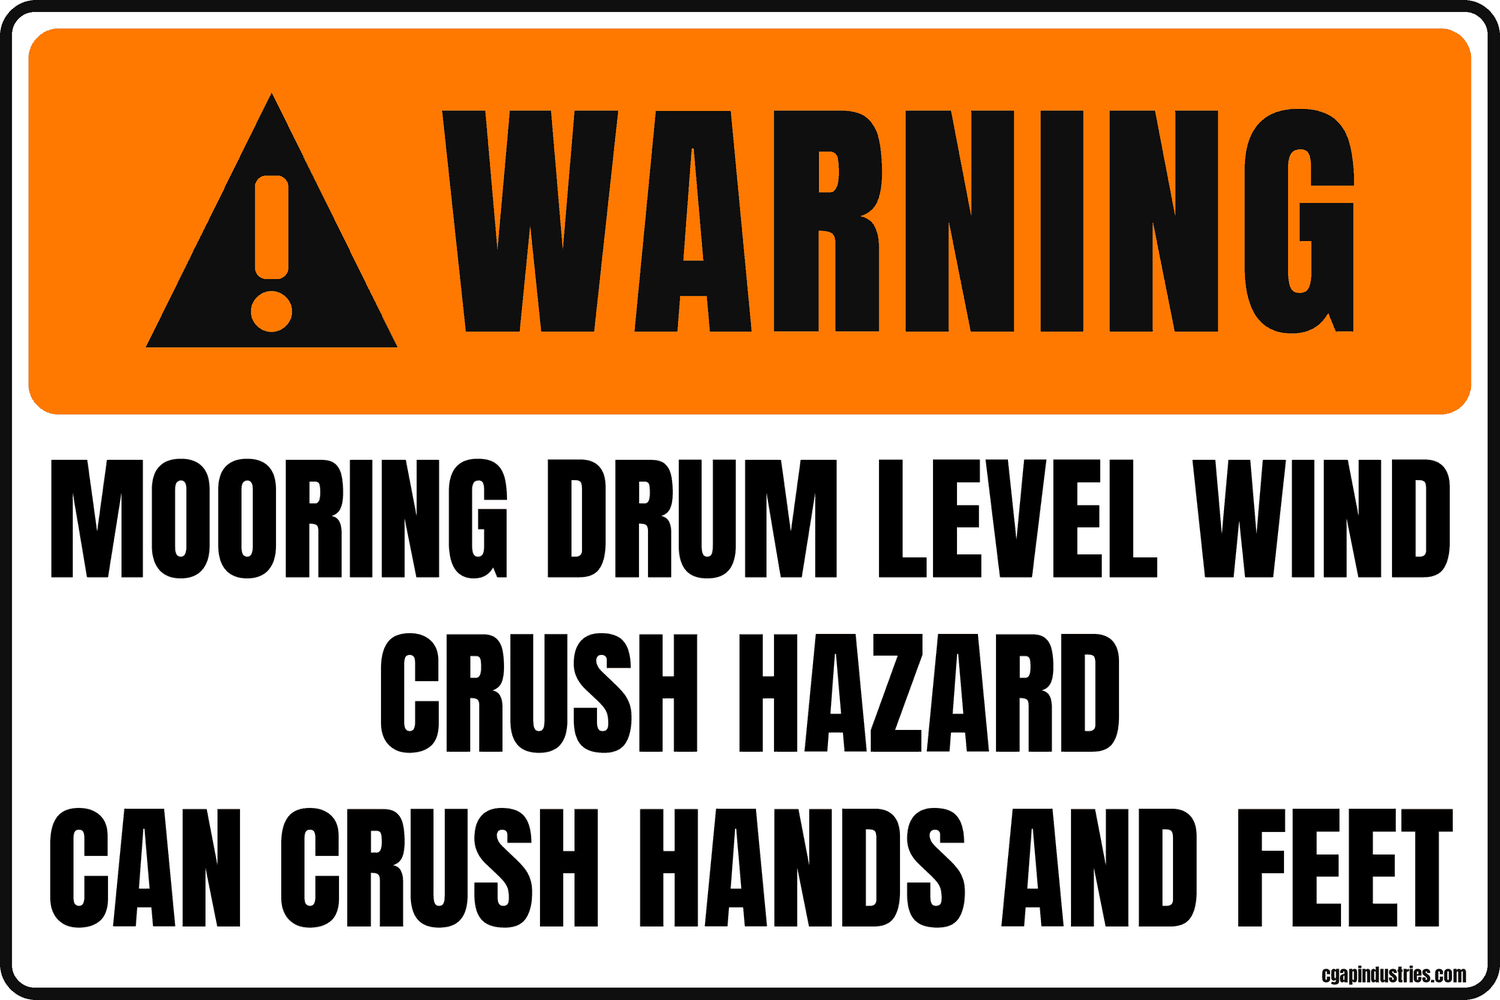 WARNING
MOORING DRUM LEVEL WIND
CRUSH HAZARD
CAN CRUSH HANDS AND FEET
cgapindustries.com